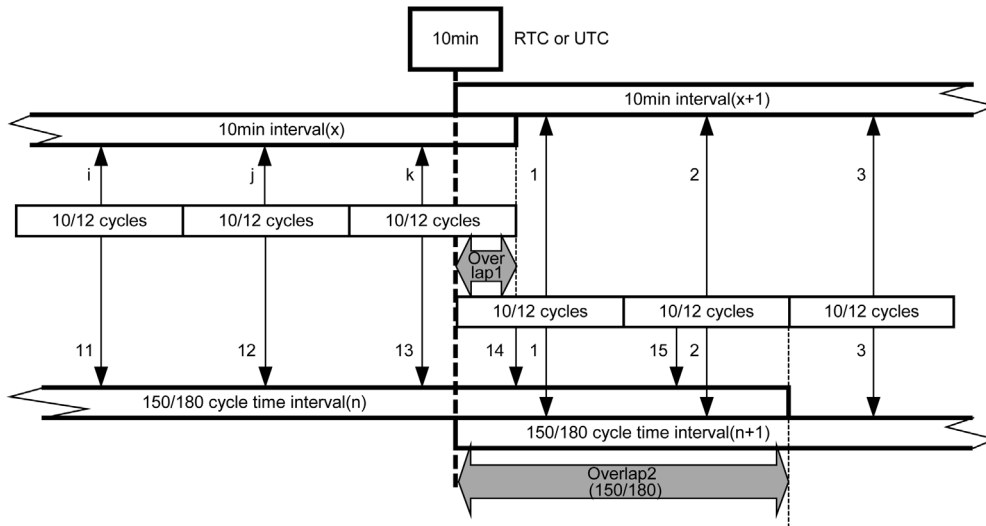 10min RTC or UTC
10min interval(x+1)
10min interval(x)
i j k 1 2 3
10/12 cycles 10/12 cycles 10/12 cycles
Over
lap1
10/12 cycles 10/12 cycles 10/12 cycles
11 12 13 14 1 15 2 3
150/180 cycle time interval(n)
150/180 cycle time interval(n+1)
Overlap2
(150/180)